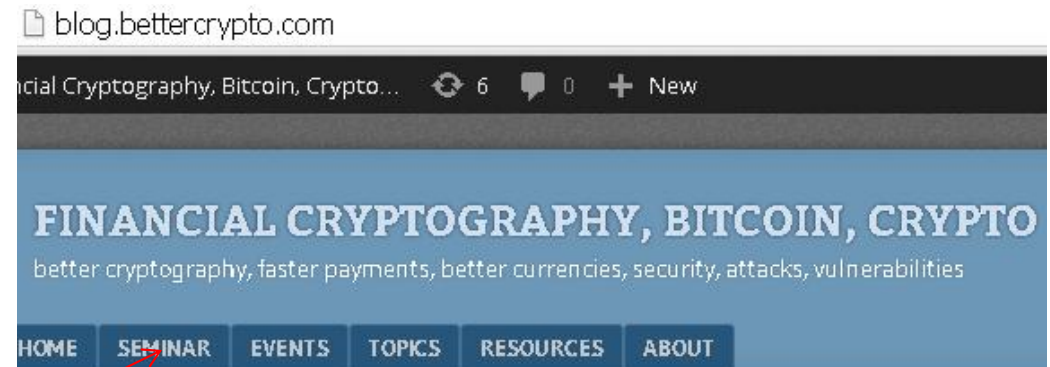 blog.bettercrypto.com
ncial Cryptography, Bitcoin, Crypto... 6 0 + New
FINANCIAL CRYPTOGRAPHY, BITCOIN, CRYPTO
better cryptography, faster payments, better currencies, security, attacks, vulnerabilities
HOME SEMINAR EVENTS TOPICS RESOURCES ABOUT